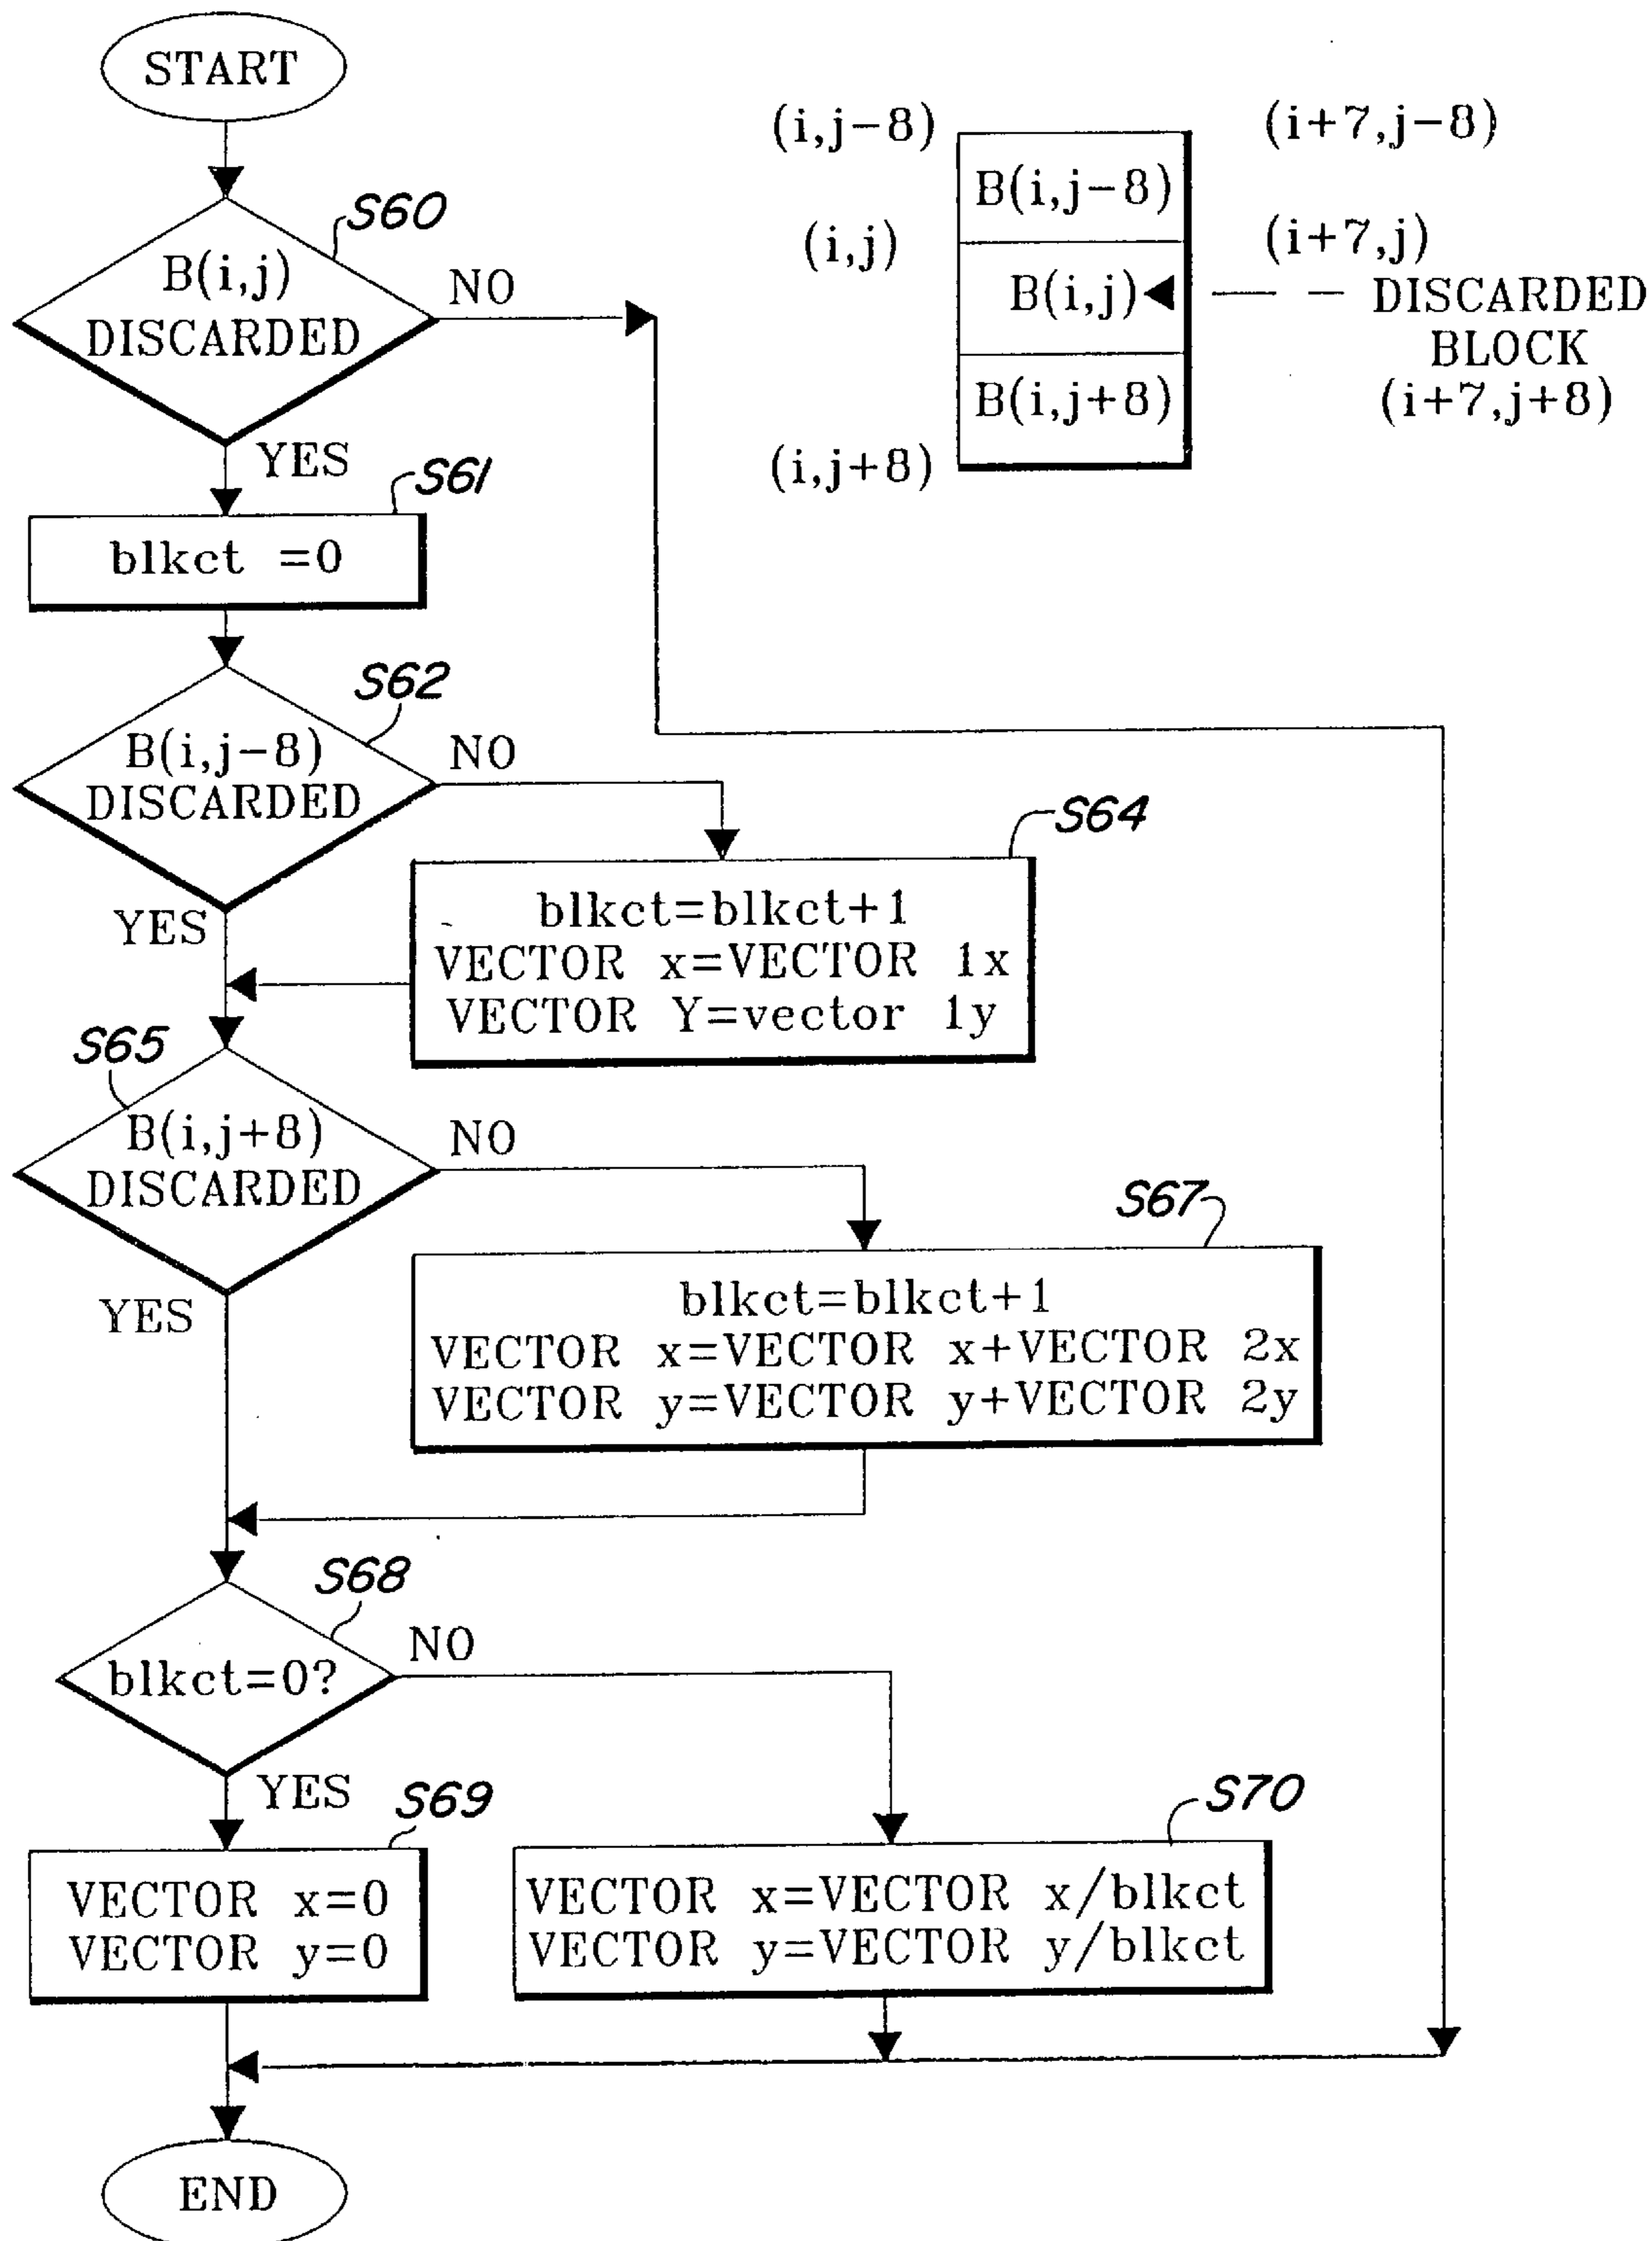 START
(i,j-8)
(i+7,j-8)
B(i,j-8)
(i,j)
(i+7,j)
B(i,j)
DISCARDED
BLOCK
B(i,j+8)
(i+7,j+8)
(i,j+8)
S60
B(i,j)
DISCARDED
NO
YES
S61
blkct =0
S62
B(i,j-8)
DISCARDED
NO
YES
S64
blkct=blkct+1
VECTOR x=VECTOR 1x
VECTOR Y=vector 1y
S65
B(i,j+8)
DISCARDED
NO
YES
S67
blkct=blkct+1
VECTOR x=VECTOR x+VECTOR 2x
VECTOR y=VECTOR y+VECTOR 2y
S68
blkct=0?
NO
YES
S69
VECTOR x=0
VECTOR y=0
S70
VECTOR x=VECTOR x/blkct
VECTOR y=VECTOR y/blkct
END